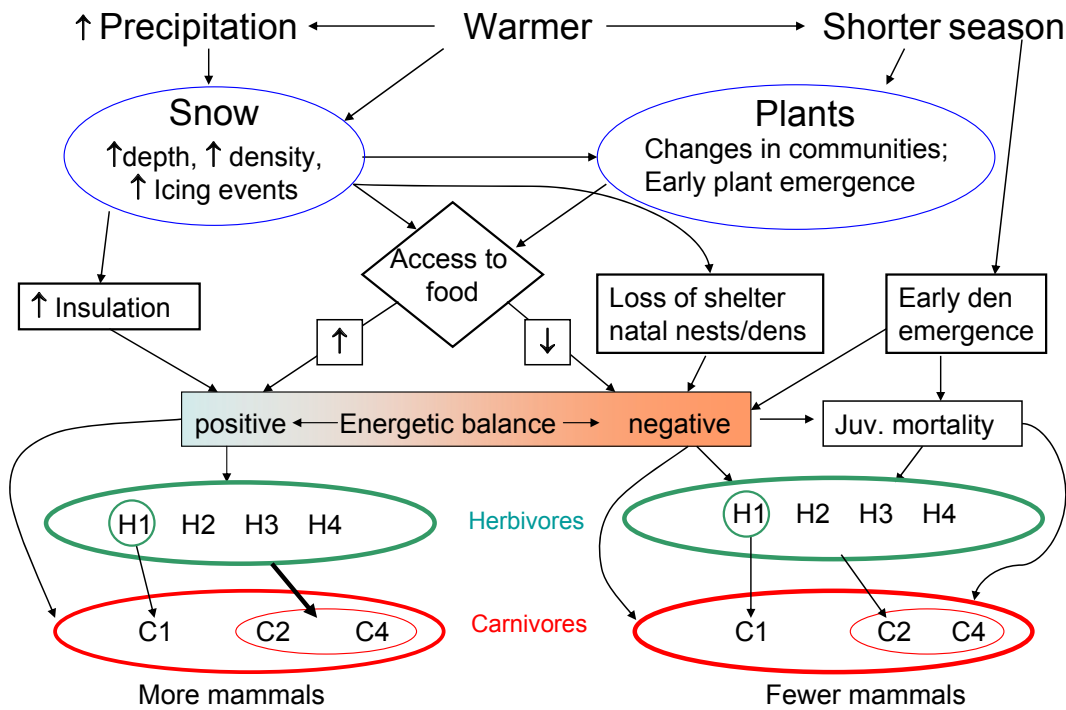 ↑ Precipitation
Warmer
Shorter season
Snow
↑depth, ↑ density,
↑ Icing events
Plants
Changes in communities;
Early plant emergence
Access to
food
↑ Insulation
Loss of shelter
natal nests/dens
Early den
emergence
↑
↓
positive
Energetic balance
negative
Juv. mortality
H1 H2 H3 H4
Herbivores
H1 H2 H3 H4
C1 C2 C4
Carnivores
C1 C2 C4
More mammals
Fewer mammals